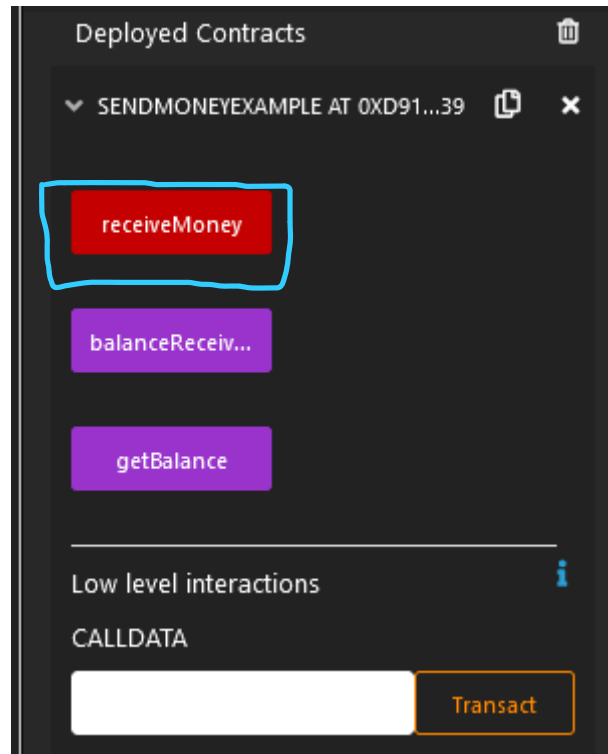 Deployed Contracts
SENDMONEYEXAMPLE AT 0XD91...39
receiveMoney
balanceReceiv...
getBalance
Low level interactions
i
CALLDATA
Transact